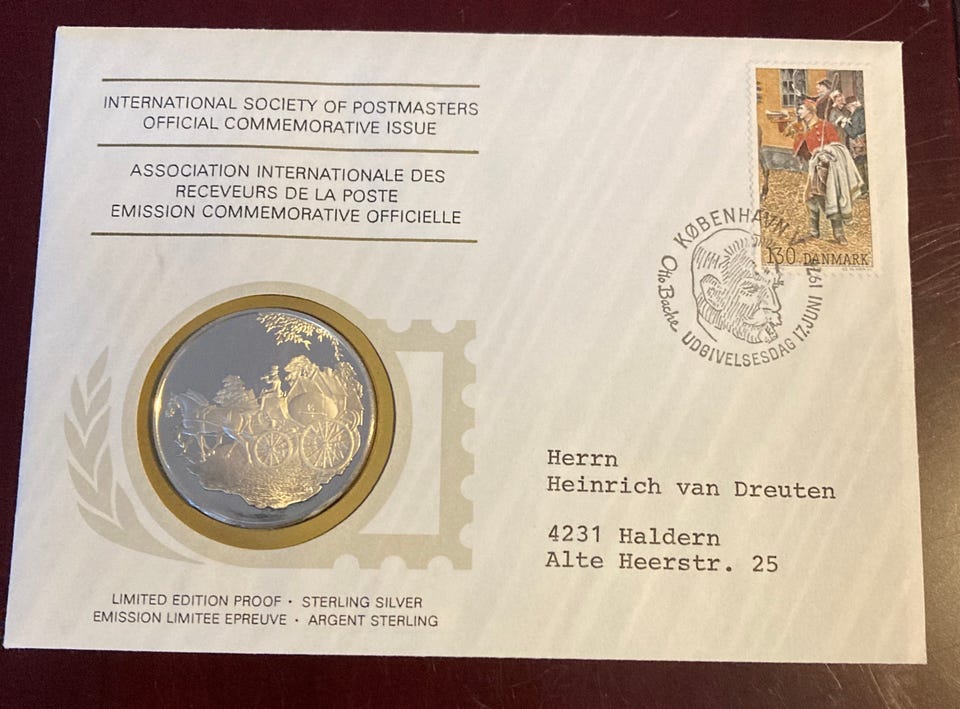 INTERNATIONAL SOCIETY OF POSTMASTERS
OFFICIAL COMMEMORATIVE ISSUE
ASSOCIATION INTERNATIONALE DES
RECEVEURS DE LA POSTE
EMISSION COMMEMORATIVE OFFICIELLE
130 DANMARK
KØBENHAVN V
Otto Bache
UDGIVELSESDAG 17. JUNI 1976
Herrn
Heinrich van Dreuten
4231 Haldern
Alte Heerstr. 25
LIMITED EDITION PROOF · STERLING SILVER
EMISSION LIMITEE EPREUVE · ARGENT STERLING